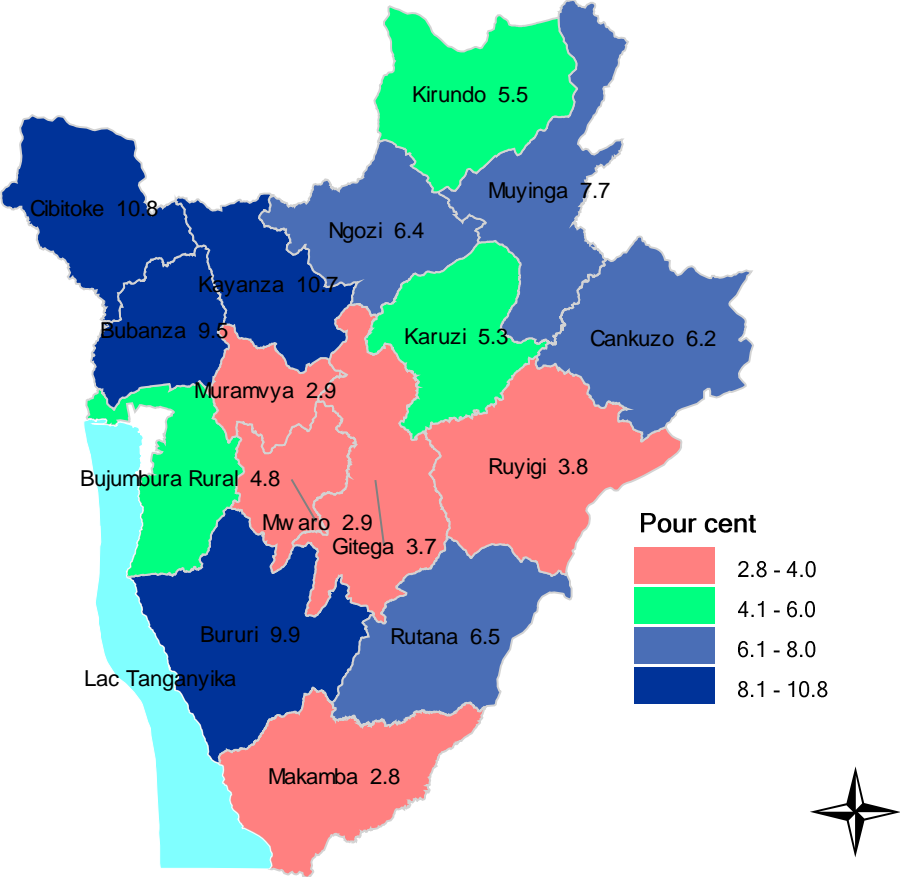 Kirundo 5.5
Muyinga 7.7
Cibitoke 10.8
Ngozi 6.4
Kayanza 10.7
Bubanza 9.5
Karuzi 5.3
Cankuzo 6.2
Muramvya 2.9
Ruyigi 3.8
Bujumbura Rural 4.8
Mwaro 2.9
Gitega 3.7
Bururi 9.9
Rutana 6.5
Lac Tanganyika
Makamba 2.8
Pour cent
2.8 - 4.0
4.1 - 6.0
6.1 - 8.0
8.1 - 10.8